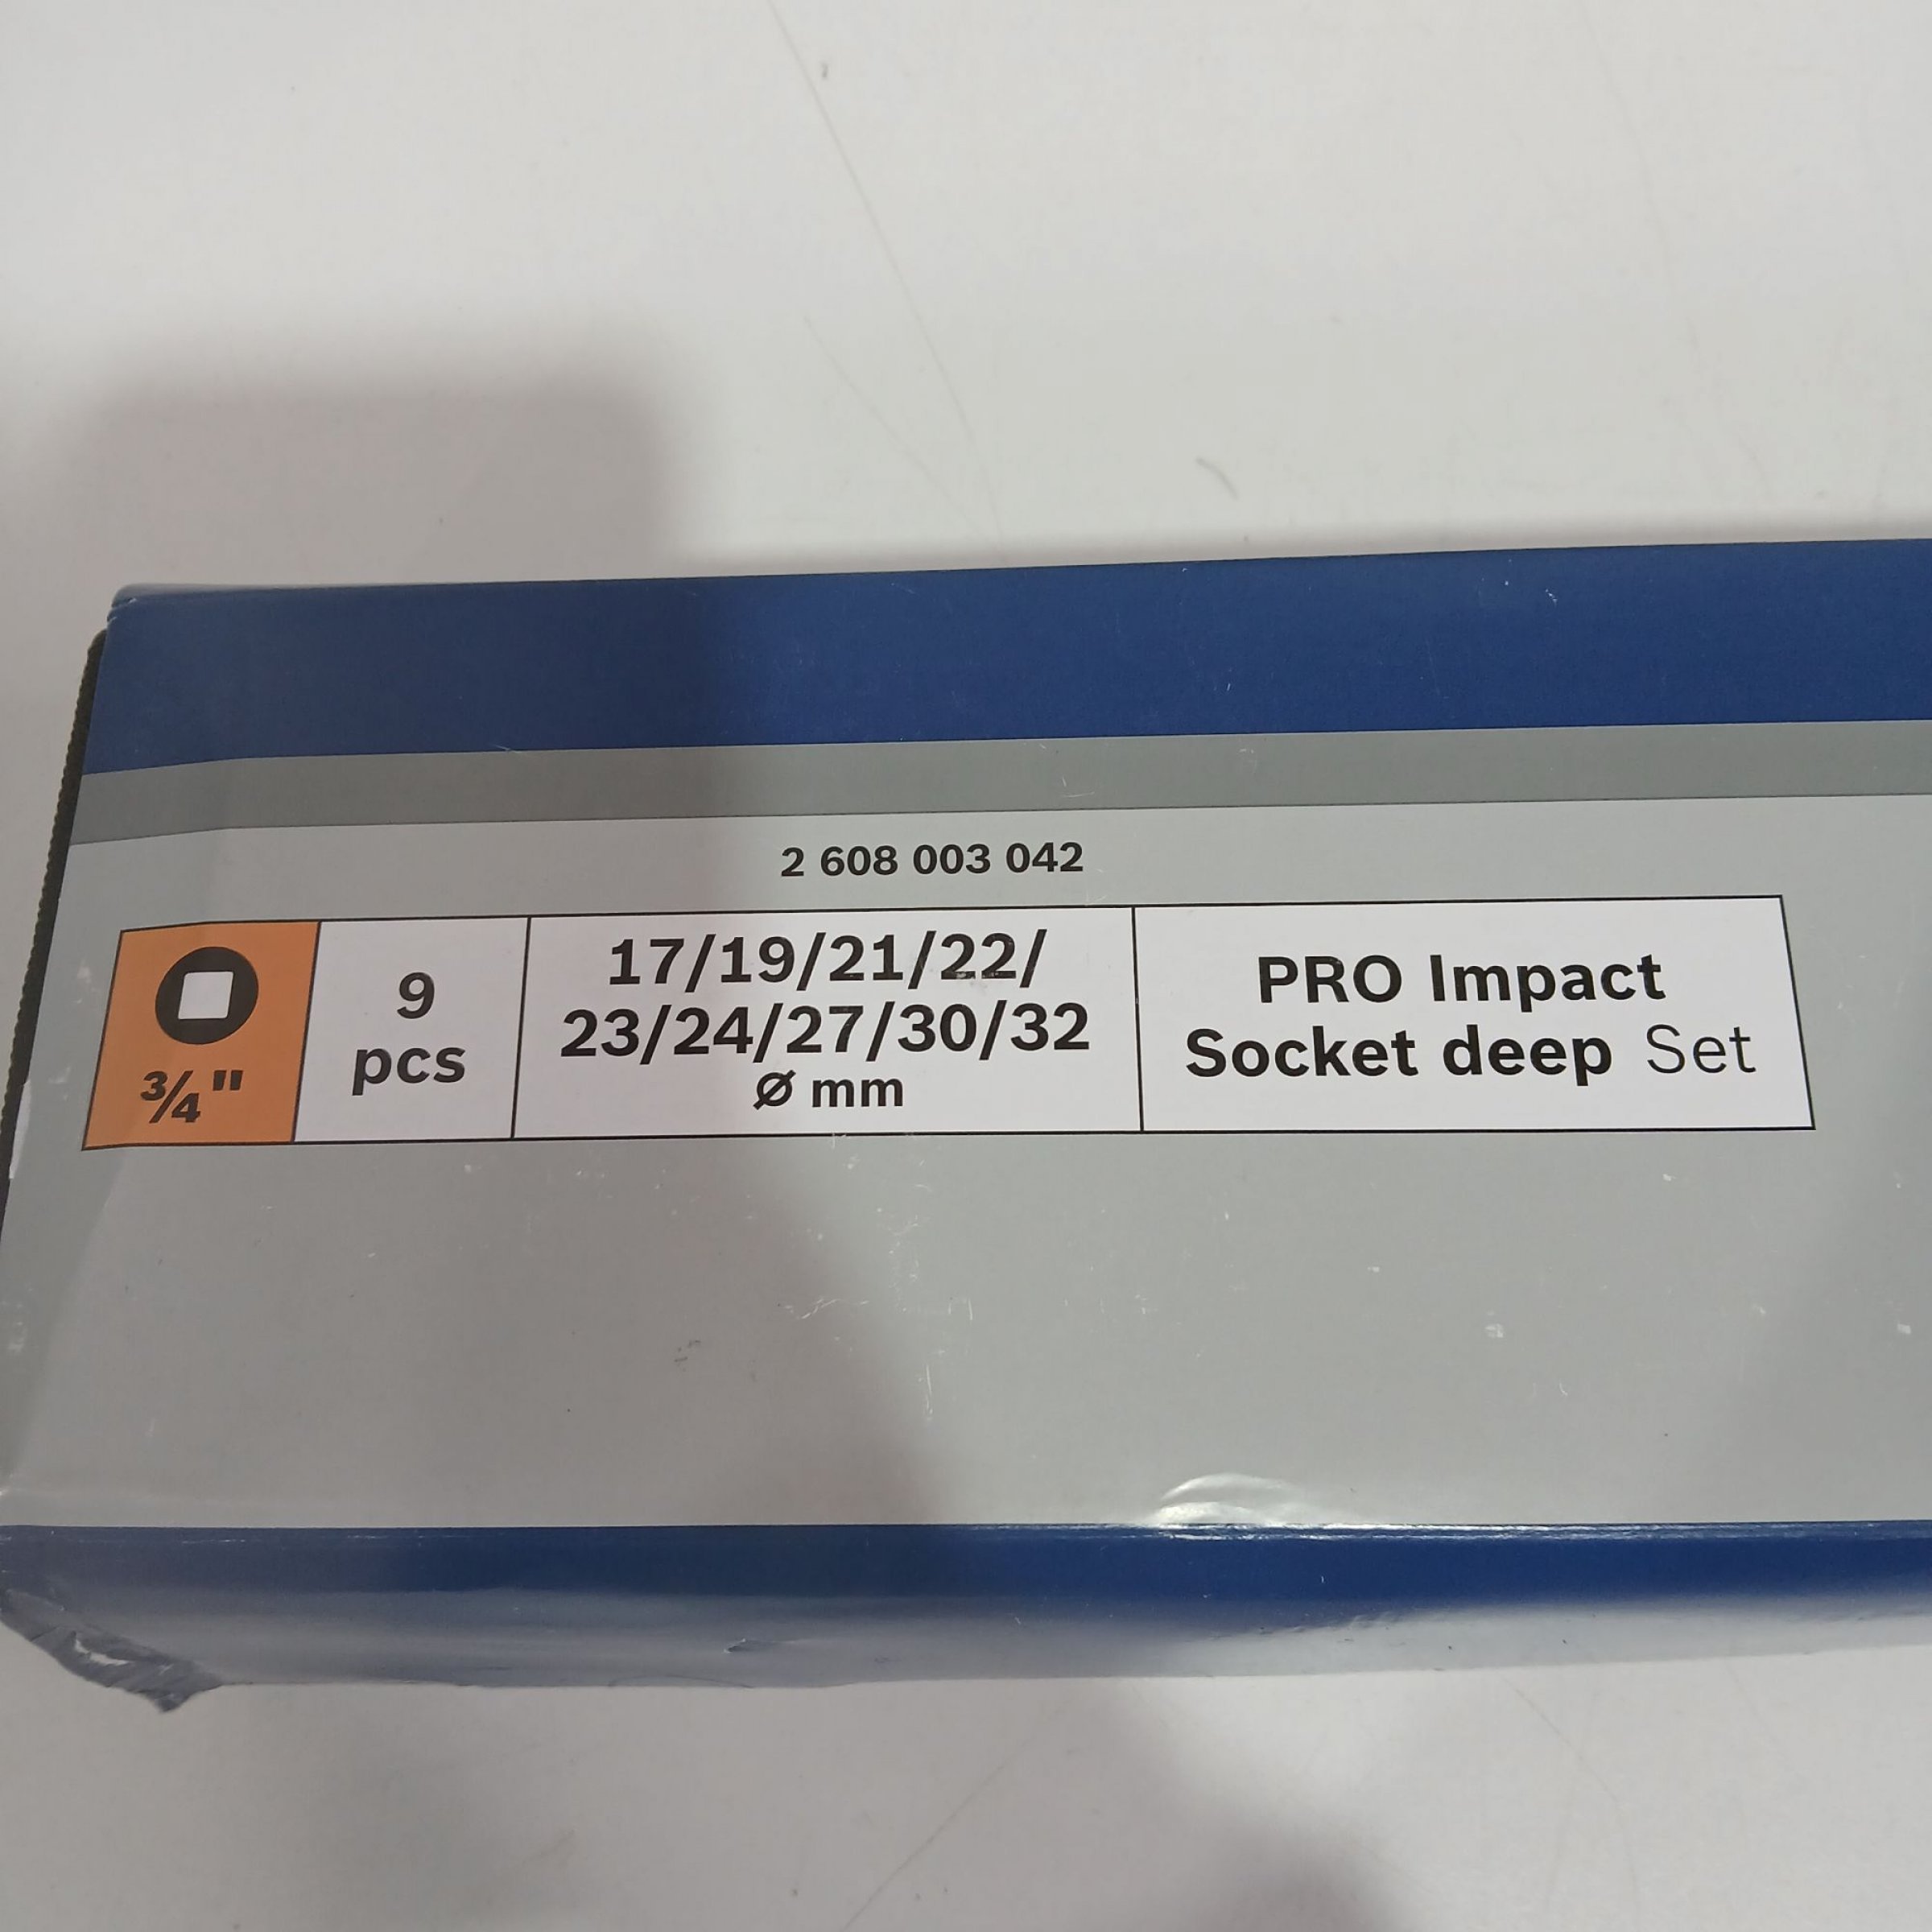 2 608 003 042
3/4"
9
pcs
17/19/21/22/
23/24/27/30/32
Ø mm
PRO Impact
Socket deep Set